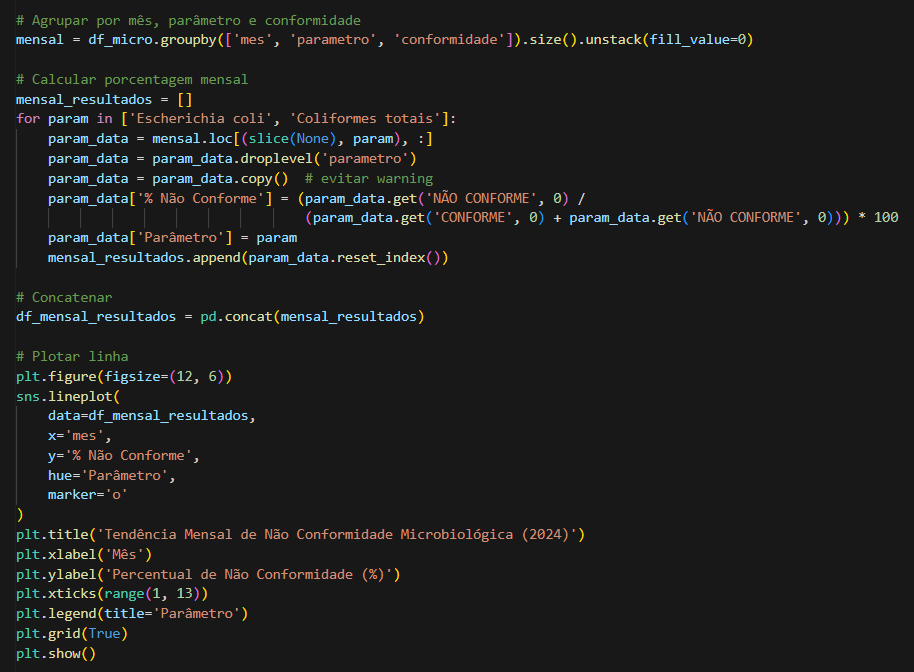 # Agrupar por mês, parâmetro e conformidade
mensal = df_micro.groupby(['mes', 'parametro', 'conformidade']).size().unstack(fill_value=0)
# Calcular porcentagem mensal
mensal_resultados = []
for param in ['Escherichia coli', 'Coliformes totais']:
    param_data = mensal.loc[(slice(None), param), :]
    param_data = param_data.droplevel('parametro')
    param_data = param_data.copy()  # evitar warning
    param_data['% Não Conforme'] = (param_data.get('NÃO CONFORME', 0) /
                                    (param_data.get('CONFORME', 0) + param_data.get('NÃO CONFORME', 0))) * 100
    param_data['Parâmetro'] = param
    mensal_resultados.append(param_data.reset_index())
# Concatenar
df_mensal_resultados = pd.concat(mensal_resultados)
# Plotar linha
plt.figure(figsize=(12, 6))
sns.lineplot(
    data=df_mensal_resultados,
    x='mes',
    y='% Não Conforme',
    hue='Parâmetro',
    marker='o'
)
plt.title('Tendência Mensal de Não Conformidade Microbiológica (2024)')
plt.xlabel('Mês')
plt.ylabel('Percentual de Não Conformidade (%)')
plt.xticks(range(1, 13))
plt.legend(title='Parâmetro')
plt.grid(True)
plt.show()